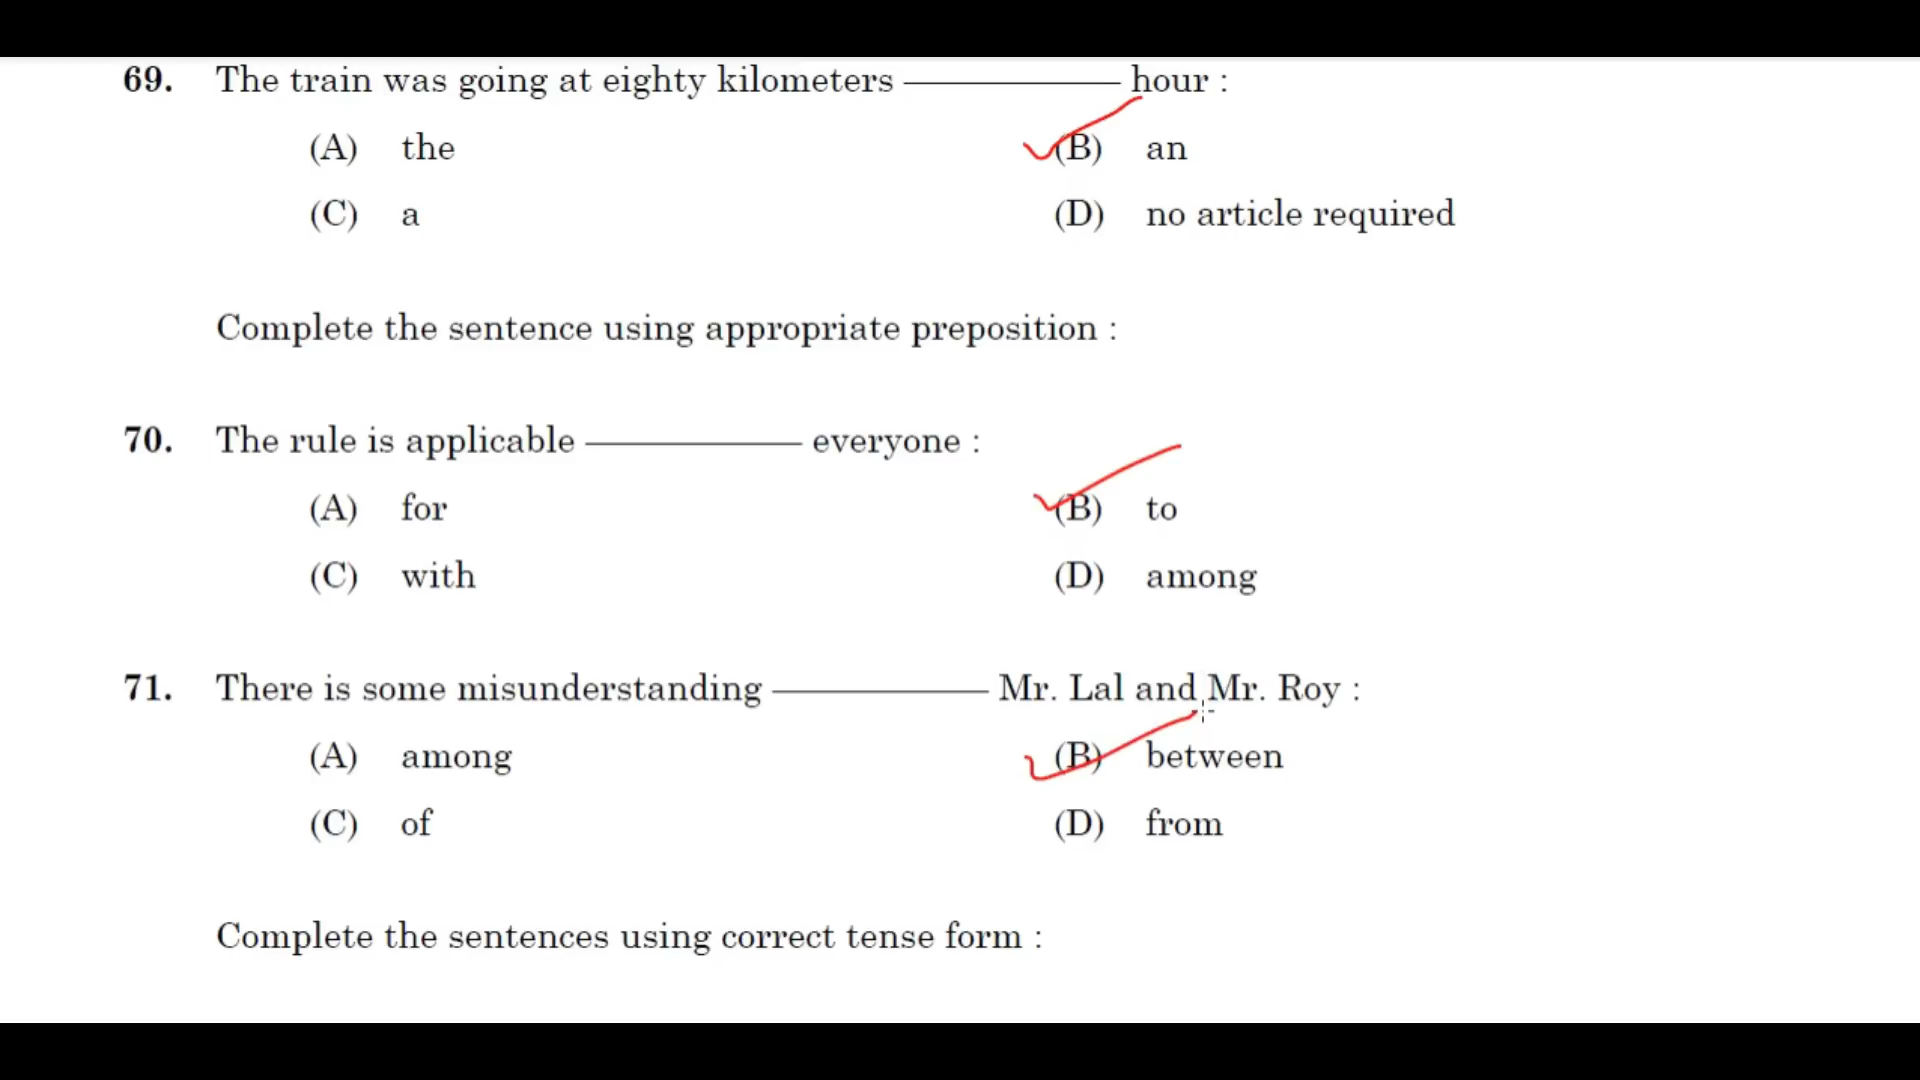 69. The train was going at eighty kilometers ———— hour :
(A) the (B) an
(C) a (D) no article required
Complete the sentence using appropriate preposition :
70. The rule is applicable ———— everyone :
(A) for (B) to
(C) with (D) among
71. There is some misunderstanding ———— Mr. Lal and Mr. Roy :
(A) among (B) between
(C) of (D) from
Complete the sentences using correct tense form :